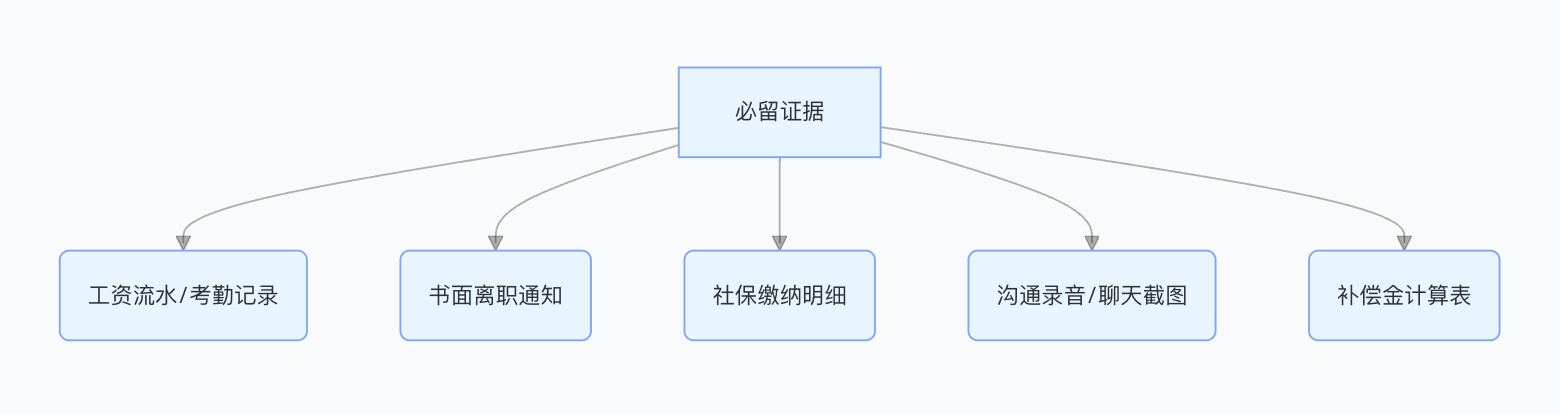 必留证据
工资流水/考勤记录
书面离职通知
社保缴纳明细
沟通录音/聊天截图
补偿金计算表